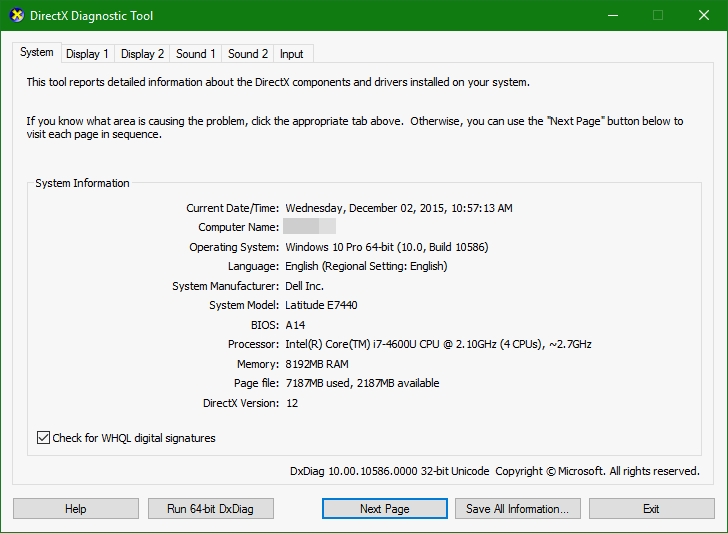 DirectX Diagnostic Tool
System Display 1 Display 2 Sound 1 Sound 2 Input
This tool reports detailed information about the DirectX components and drivers installed on your system.
If you know what area is causing the problem, click the appropriate tab above.  Otherwise, you can use the "Next Page" button below to
visit each page in sequence.
System Information
Current Date/Time: Wednesday, December 02, 2015, 10:57:13 AM
Computer Name:
Operating System: Windows 10 Pro 64-bit (10.0, Build 10586)
Language: English (Regional Setting: English)
System Manufacturer: Dell Inc.
System Model: Latitude E7440
BIOS: A14
Processor: Intel(R) Core(TM) i7-4600U CPU @ 2.10GHz (4 CPUs), ~2.7GHz
Memory: 8192MB RAM
Page file: 7187MB used, 2187MB available
DirectX Version: 12
Check for WHQL digital signatures
DxDiag 10.00.10586.0000 32-bit Unicode  Copyright © Microsoft. All rights reserved.
Help Run 64-bit DxDiag Next Page Save All Information... Exit